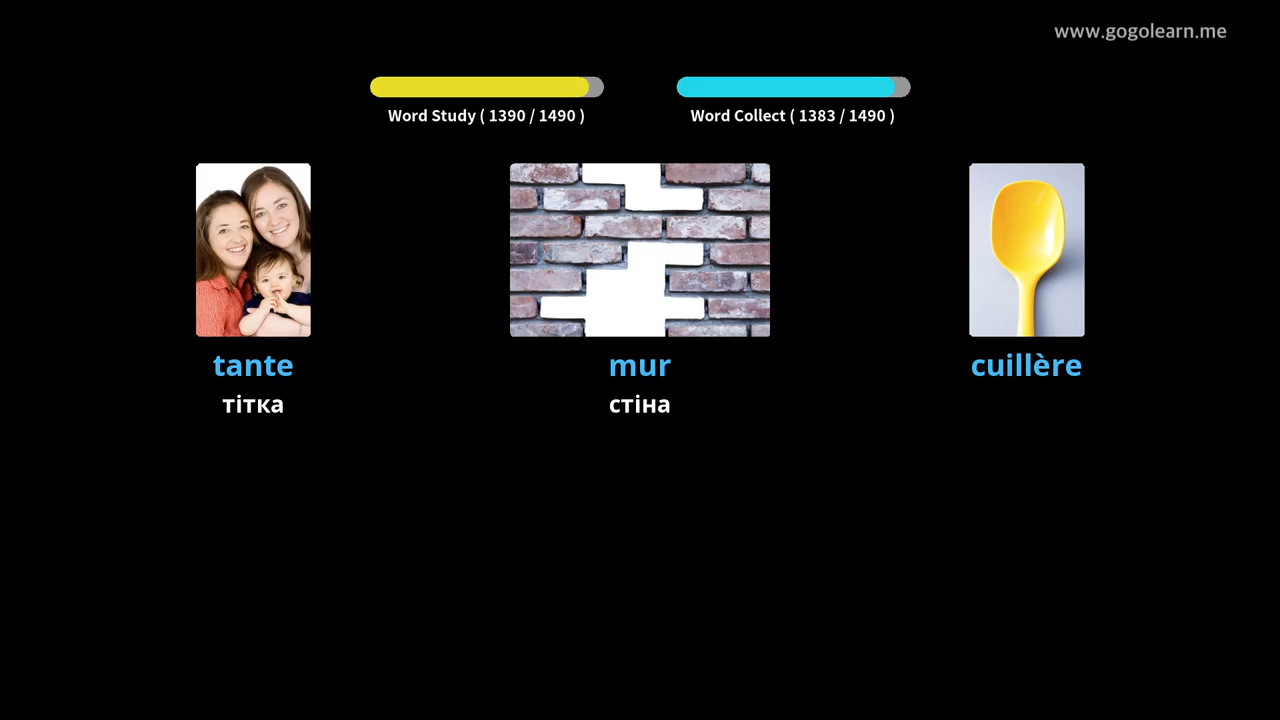 www.gogolearn.me
Word Study ( 1390 / 1490 )
Word Collect ( 1383 / 1490 )
tante
mur
cuillère
тітка
стіна